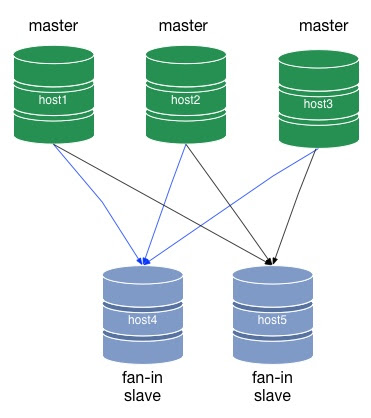 master
master
master
host1
host2
host3
host4
host5
fan-in
slave
fan-in
slave